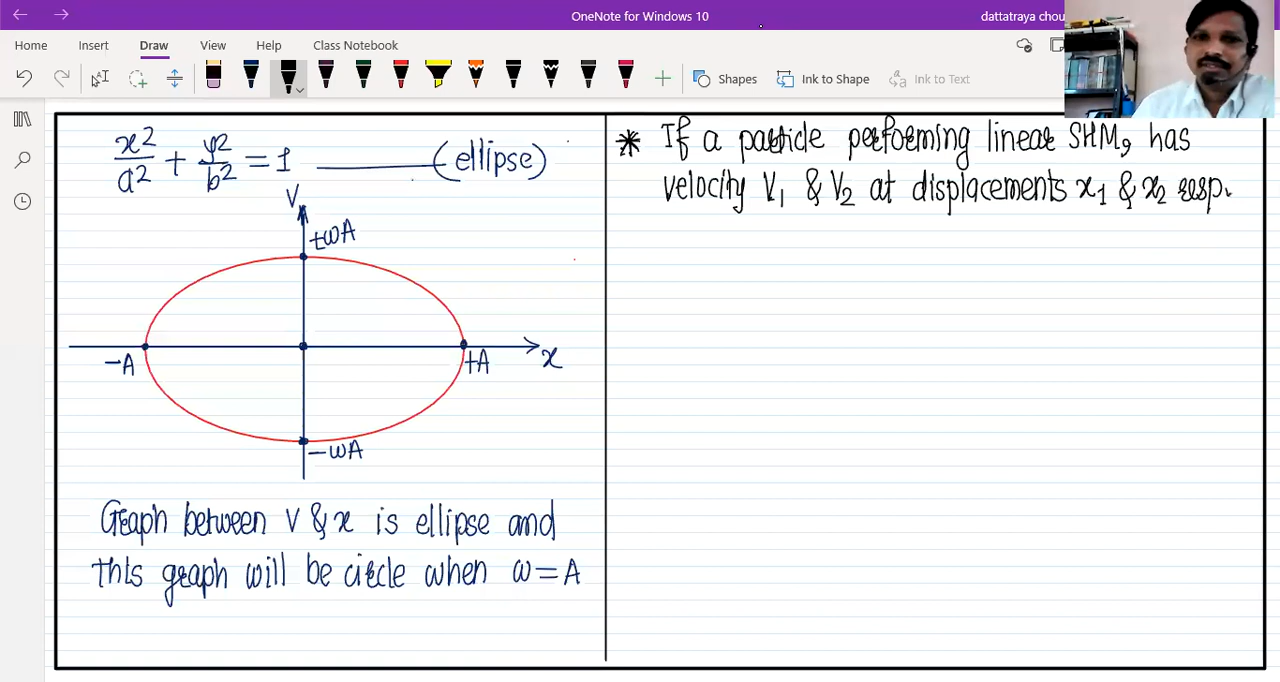 OneNote for Windows 10
dattatraya chou
Home Insert Draw View Help Class Notebook
Shapes Ink to Shape Ink to Text
x²/a² + y²/b² = 1 (ellipse)
V
+ωA
-A
+A
x
-ωA
Graph between V & x is ellipse and
this graph will be circle when ω = A
* If a particle performing linear SHM, has
velocity V₁ & V₂ at displacements x₁ & x₂ resp.